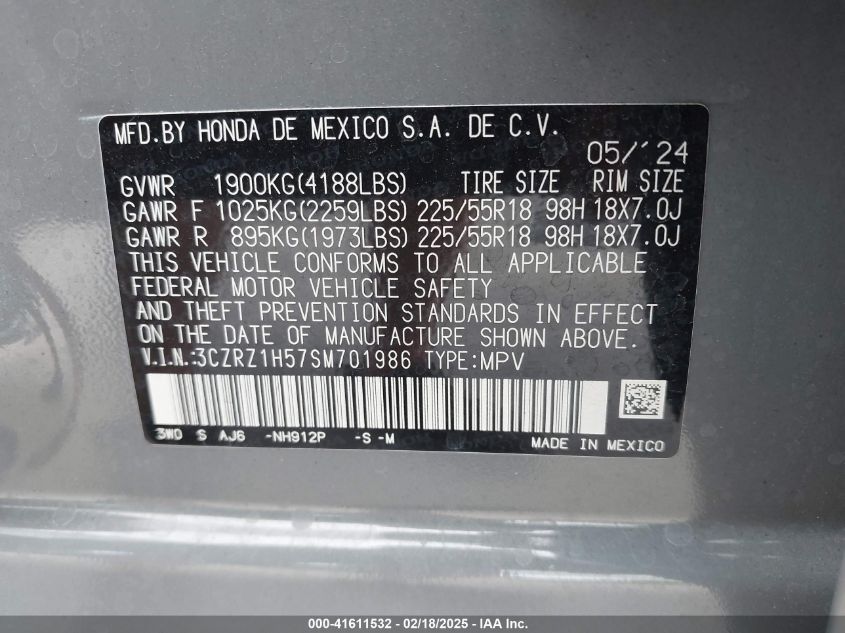 MFD.BY HONDA DE MEXICO S.A. DE C.V.
05/'24
GVWR 1900KG(4188LBS) TIRE SIZE RIM SIZE
GAWR F 1025KG(2259LBS) 225/55R18 98H 18X7.0J
GAWR R 895KG(1973LBS) 225/55R18 98H 18X7.0J
THIS VEHICLE CONFORMS TO ALL APPLICABLE
FEDERAL MOTOR VEHICLE SAFETY
AND THEFT PREVENTION STANDARDS IN EFFECT
ON THE DATE OF MANUFACTURE SHOWN ABOVE.
V.I.N.:3CZRZ1H57SM701986 TYPE:MPV
3W0 S AJ6 -NH912P -S -M MADE IN MEXICO
000-41611532 - 02/18/2025 - IAA Inc.